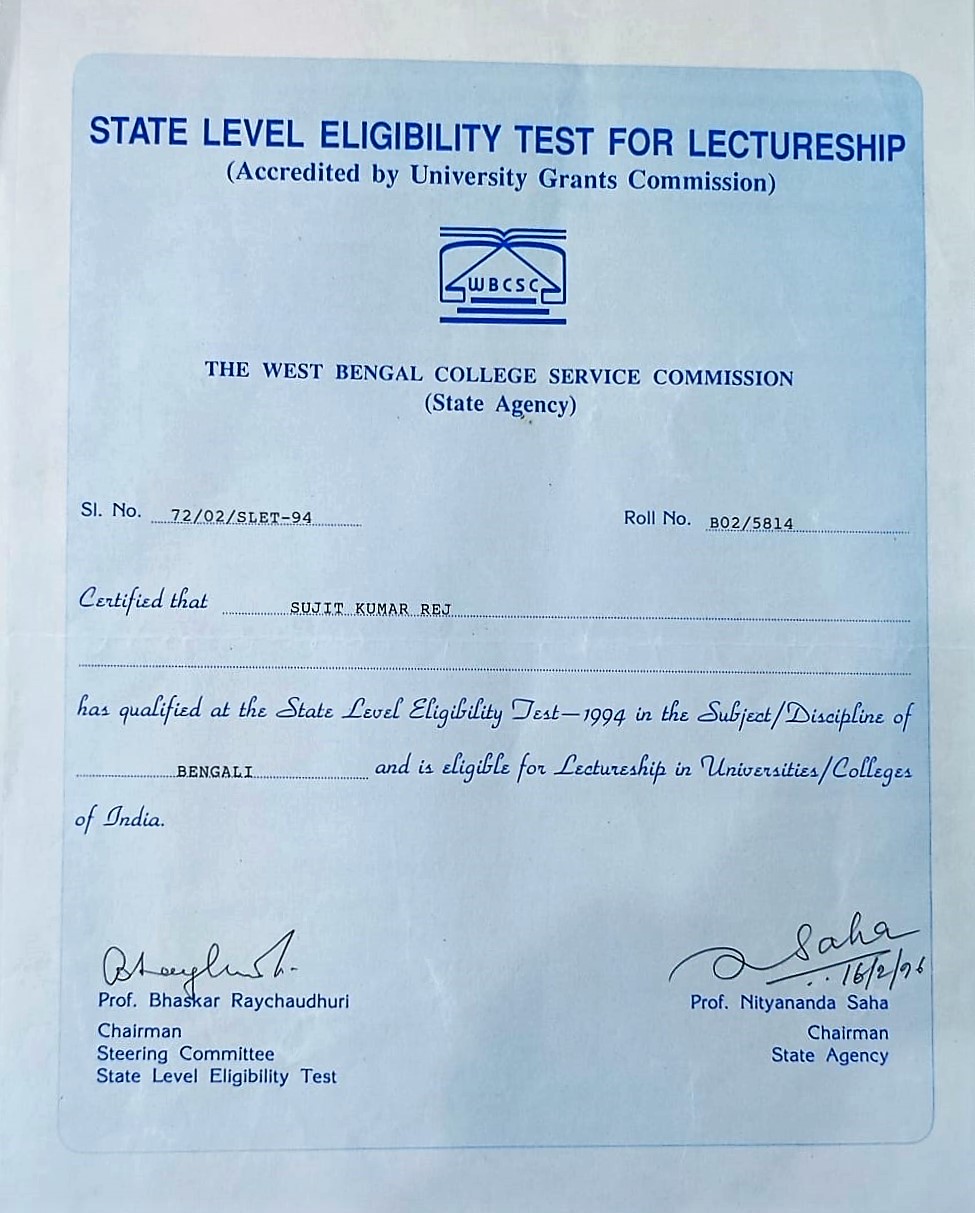 STATE LEVEL ELIGIBILITY TEST FOR LECTURESHIP
(Accredited by University Grants Commission)
WBCSC
THE WEST BENGAL COLLEGE SERVICE COMMISSION
(State Agency)
Sl. No. 72/02/SLET-94 Roll No. B02/5814
Certified that SUJIT KUMAR REJ
has qualified at the State Level Eligibility Test—1994 in the Subject/Discipline of
BENGALI and is eligible for Lectureship in Universities/Colleges
of India.
Saha
16/2/96
Prof. Bhaskar Raychaudhuri Prof. Nityananda Saha
Chairman Chairman
Steering Committee State Agency
State Level Eligibility Test